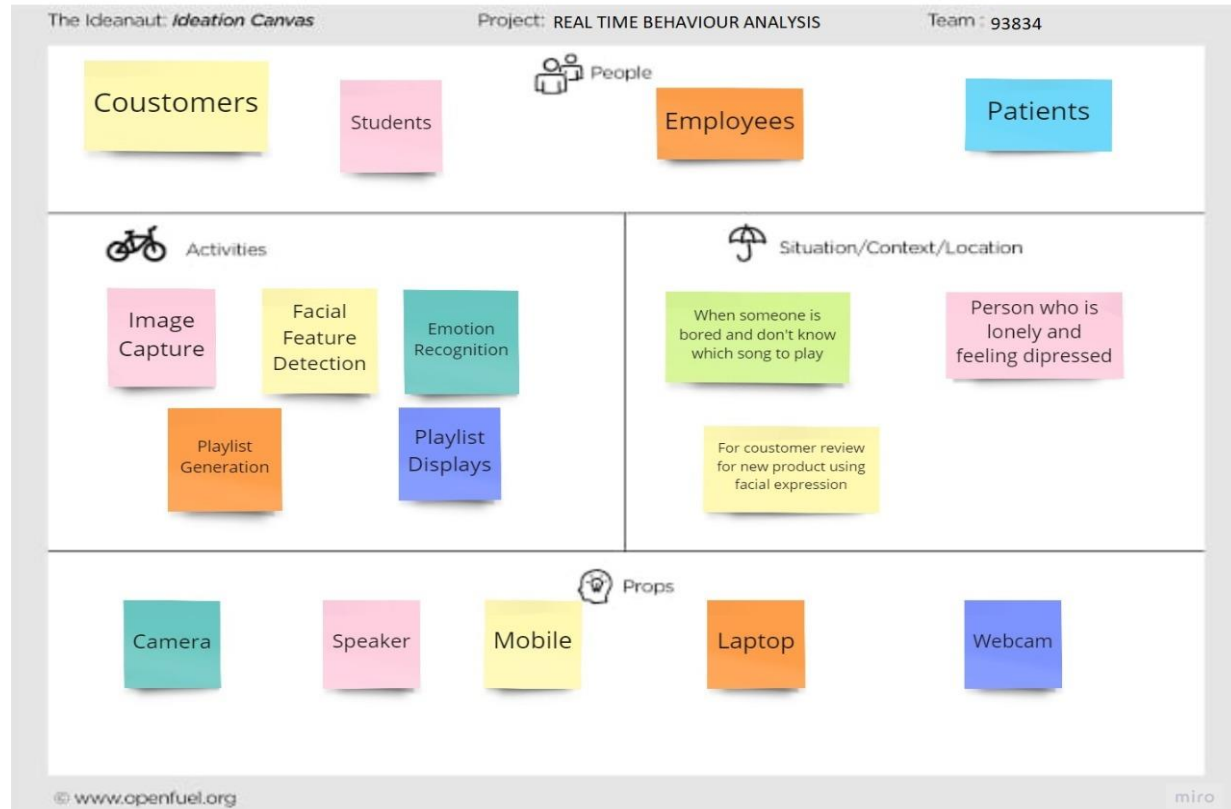 The Ideanaut: Ideation Canvas
Project: REAL TIME BEHAVIOUR ANALYSIS
Team : 93834
People
Coustomers
Students
Employees
Patients
Activities
Image
Capture
Facial
Feature
Detection
Emotion
Recognition
Playlist
Generation
Playlist
Displays
Situation/Context/Location
When someone is
bored and don't know
which song to play
Person who is
lonely and
feeling dipressed
For coustomer review
for new product using
facial expression
Props
Camera
Speaker
Mobile
Laptop
Webcam
© www.openfuel.org
miro